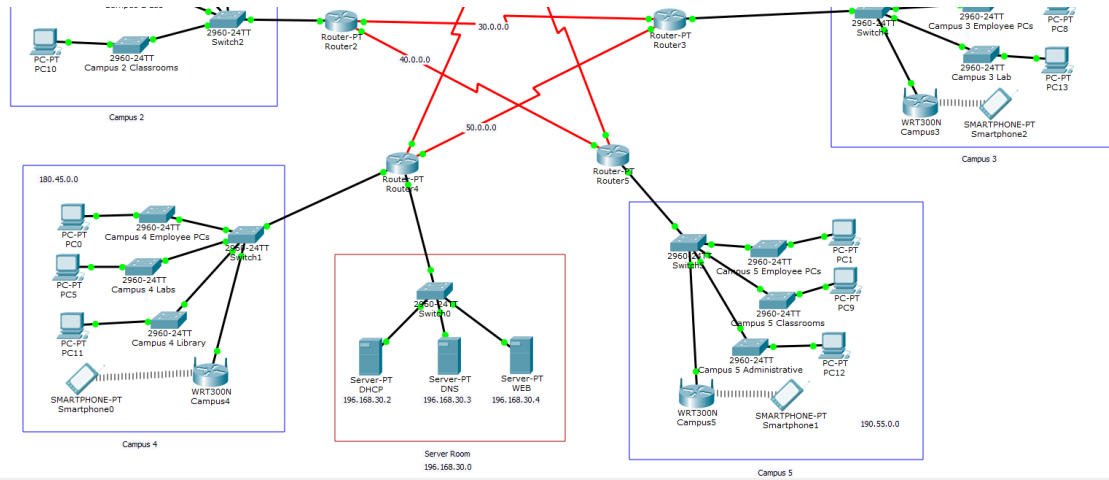 2960-24TT
Switch2
PC-PT
PC10
2960-24TT
Campus 2 Classrooms
Campus 2
Router-PT
Router2
30.0.0.0
Router-PT
Router3
40.0.0.0
50.0.0.0
2960-24TT
Campus 3 Employee PCs
PC-PT
PC8
2960-24TT
Campus 3 Lab
PC-PT
PC13
WRT300N
Campus3
SMARTPHONE-PT
Smartphone2
Campus 3
Router-PT
Router4
Router-PT
Router5
180.45.0.0
PC-PT
PC0
2960-24TT
Campus 4 Employee PCs
2960-24TT
Switch1
PC-PT
PC5
2960-24TT
Campus 4 Labs
PC-PT
PC11
2960-24TT
Campus 4 Library
SMARTPHONE-PT
Smartphone0
WRT300N
Campus4
Campus 4
2960-24TT
Switch0
Server-PT
DHCP
196.168.30.2
Server-PT
DNS
196.168.30.3
Server-PT
WEB
196.168.30.4
Server Room
196.168.30.0
2960-24TT
2960-24TT
Campus 5 Employee PCs
PC-PT
PC1
2960-24TT
Campus 5 Classrooms
PC-PT
PC9
2960-24TT
Campus 5 Administrative
PC-PT
PC12
WRT300N
Campus5
SMARTPHONE-PT
Smartphone1
190.55.0.0
Campus 5